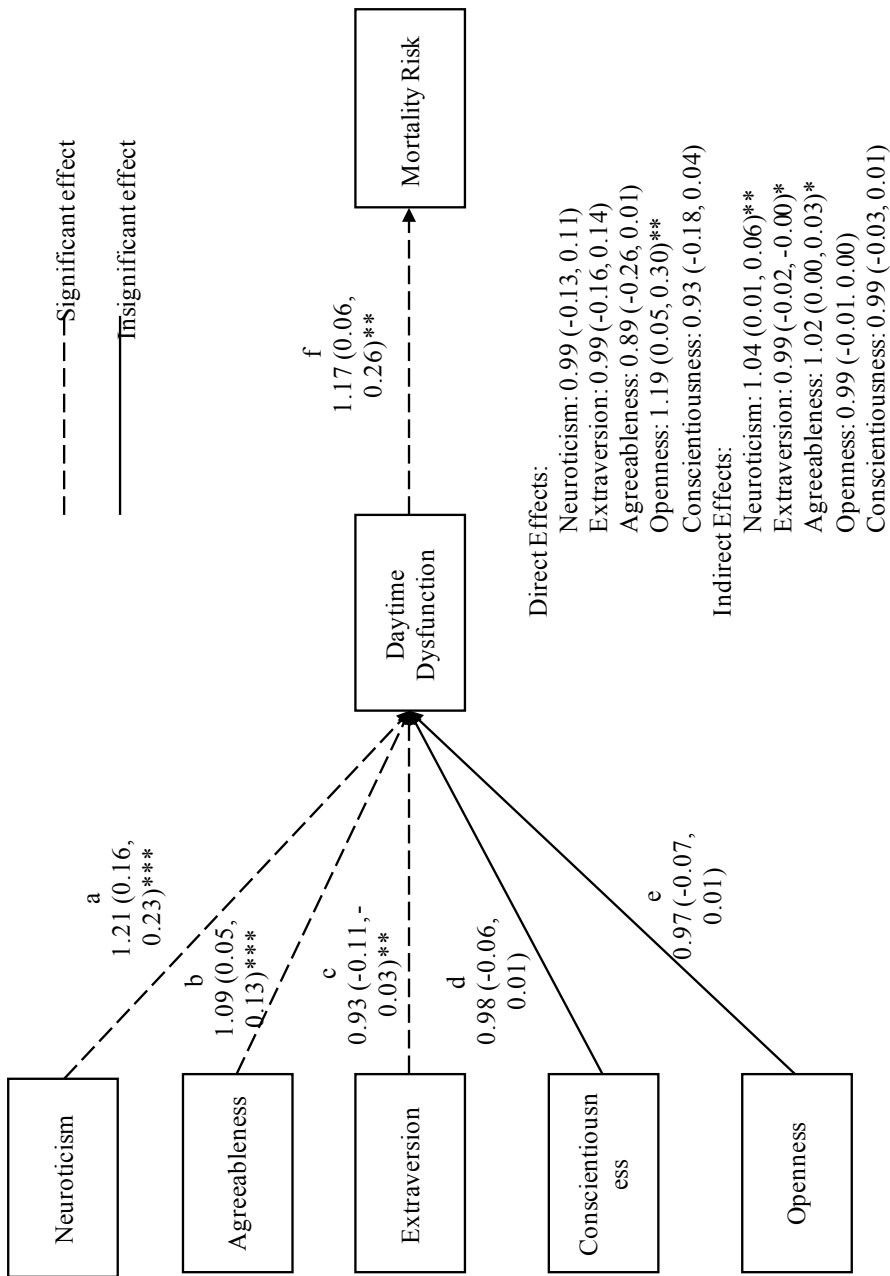 Significant effect
Insignificant effect
Neuroticism
Agreeableness
Extraversion
Conscientiousn
ess
Openness
a
1.21 (0.16,
0.23)***
b
1.09 (0.05,
0.13)***
c
0.93 (-0.11, -
0.03)**
d
0.98 (-0.06,
0.01)
e
0.97 (-0.07,
0.01)
Daytime
Dysfunction
f
1.17 (0.06,
0.26)**
Mortality Risk
Direct Effects:
Neuroticism: 0.99 (-0.13, 0.11)
Extraversion: 0.99 (-0.16, 0.14)
Agreeableness: 0.89 (-0.26, 0.01)
Openness: 1.19 (0.05, 0.30)**
Conscientiousness: 0.93 (-0.18, 0.04)
Indirect Effects:
Neuroticism: 1.04 (0.01, 0.06)**
Extraversion: 0.99 (-0.02, -0.00)*
Agreeableness: 1.02 (0.00, 0.03)*
Openness: 0.99 (-0.01. 0.00)
Conscientiousness: 0.99 (-0.03, 0.01)